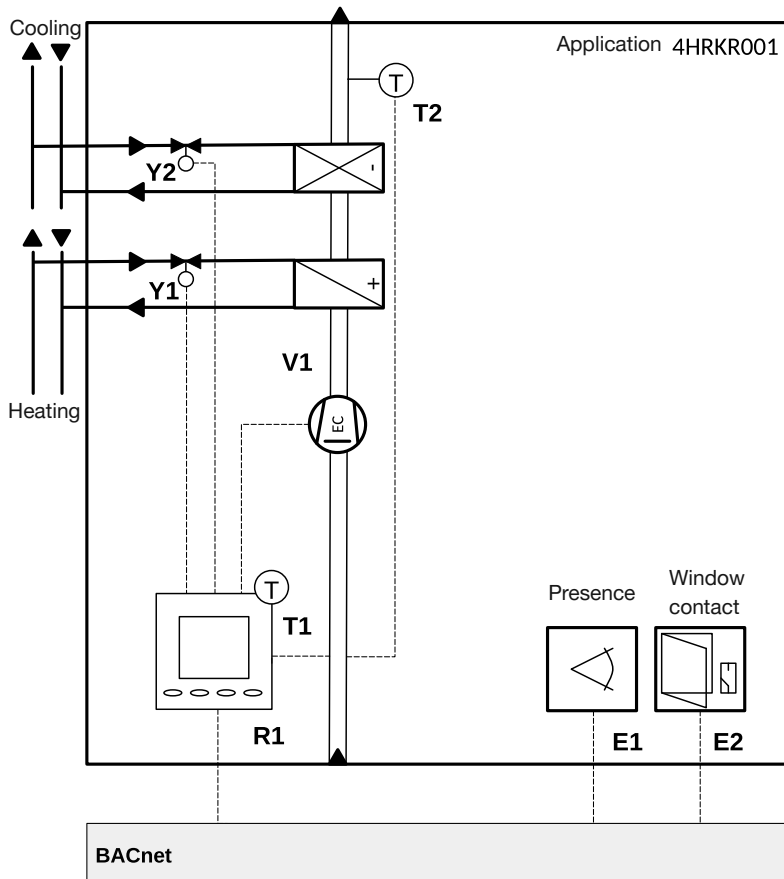 Cooling
Application 4HRKR001
T
T2
Y2
-
Y1
+
V1
Heating
EC
T
T1
Presence
Window
contact
R1
E1
E2
BACnet